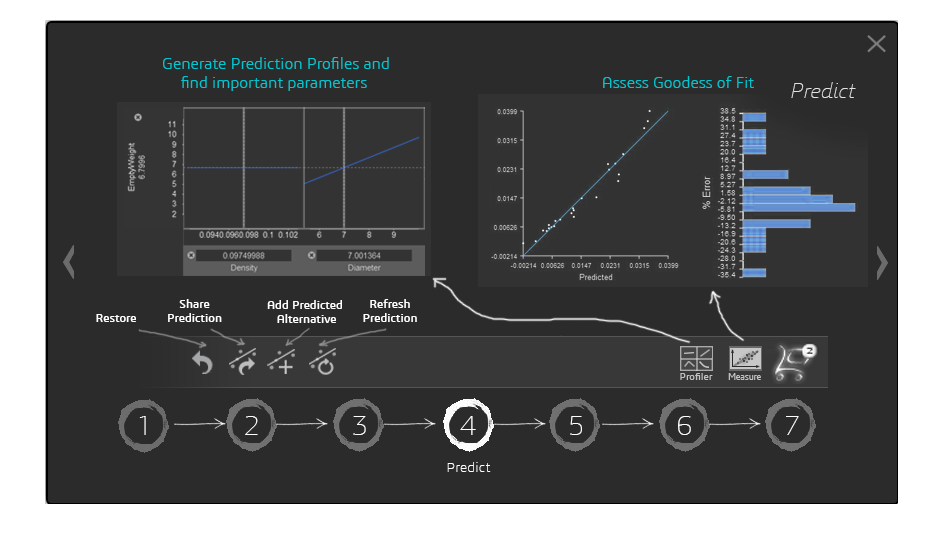 Generate Prediction Profiles and
find important parameters
Assess Goodess of Fit
Predict
EmptyWeight
6.7996
11
10
9
8
7
6
5
4
3
2
0.0940.0960.098 0.1 0.102
6 7 8 9
0.09749988
7.001364
Density
Diameter
0.0399
0.0315
0.0231
0.0147
0.00626
-0.00214
-0.00214 0.00626 0.0147 0.0231 0.0315 0.0399
Predicted
% Error
38.5
34.8
31.1
27.4
23.7
20.0
16.4
12.7
8.97
5.27
1.58
-2.12
-5.81
-9.50
-13.2
-16.9
-20.6
-24.3
-28.0
-31.7
-35.4
Restore
Share
Prediction
Add Predicted
Alternative
Refresh
Prediction
Profiler
Measure
2
1
2
3
4
5
6
7
Predict